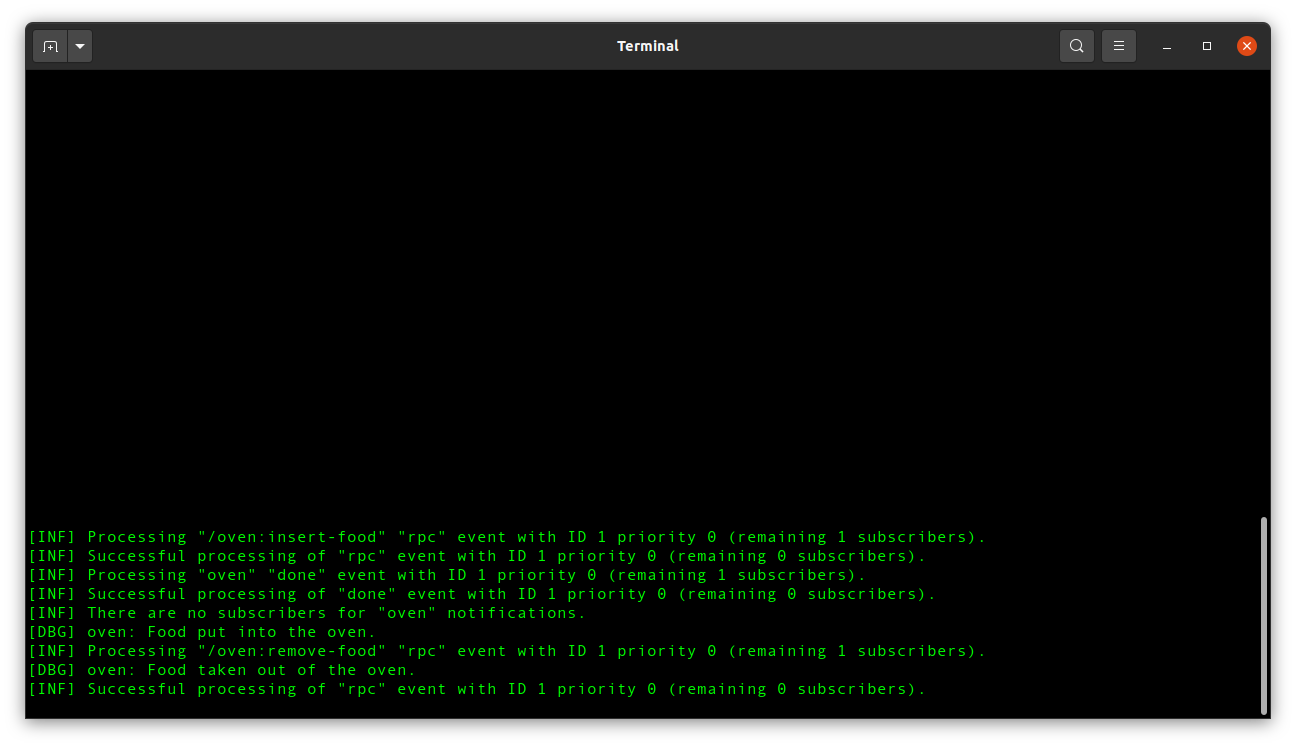 Terminal
[INF] Processing "/oven:insert-food" "rpc" event with ID 1 priority 0 (remaining 1 subscribers).
[INF] Successful processing of "rpc" event with ID 1 priority 0 (remaining 0 subscribers).
[INF] Processing "oven" "done" event with ID 1 priority 0 (remaining 1 subscribers).
[INF] Successful processing of "done" event with ID 1 priority 0 (remaining 0 subscribers).
[INF] There are no subscribers for "oven" notifications.
[DBG] oven: Food put into the oven.
[INF] Processing "/oven:remove-food" "rpc" event with ID 1 priority 0 (remaining 1 subscribers).
[DBG] oven: Food taken out of the oven.
[INF] Successful processing of "rpc" event with ID 1 priority 0 (remaining 0 subscribers).